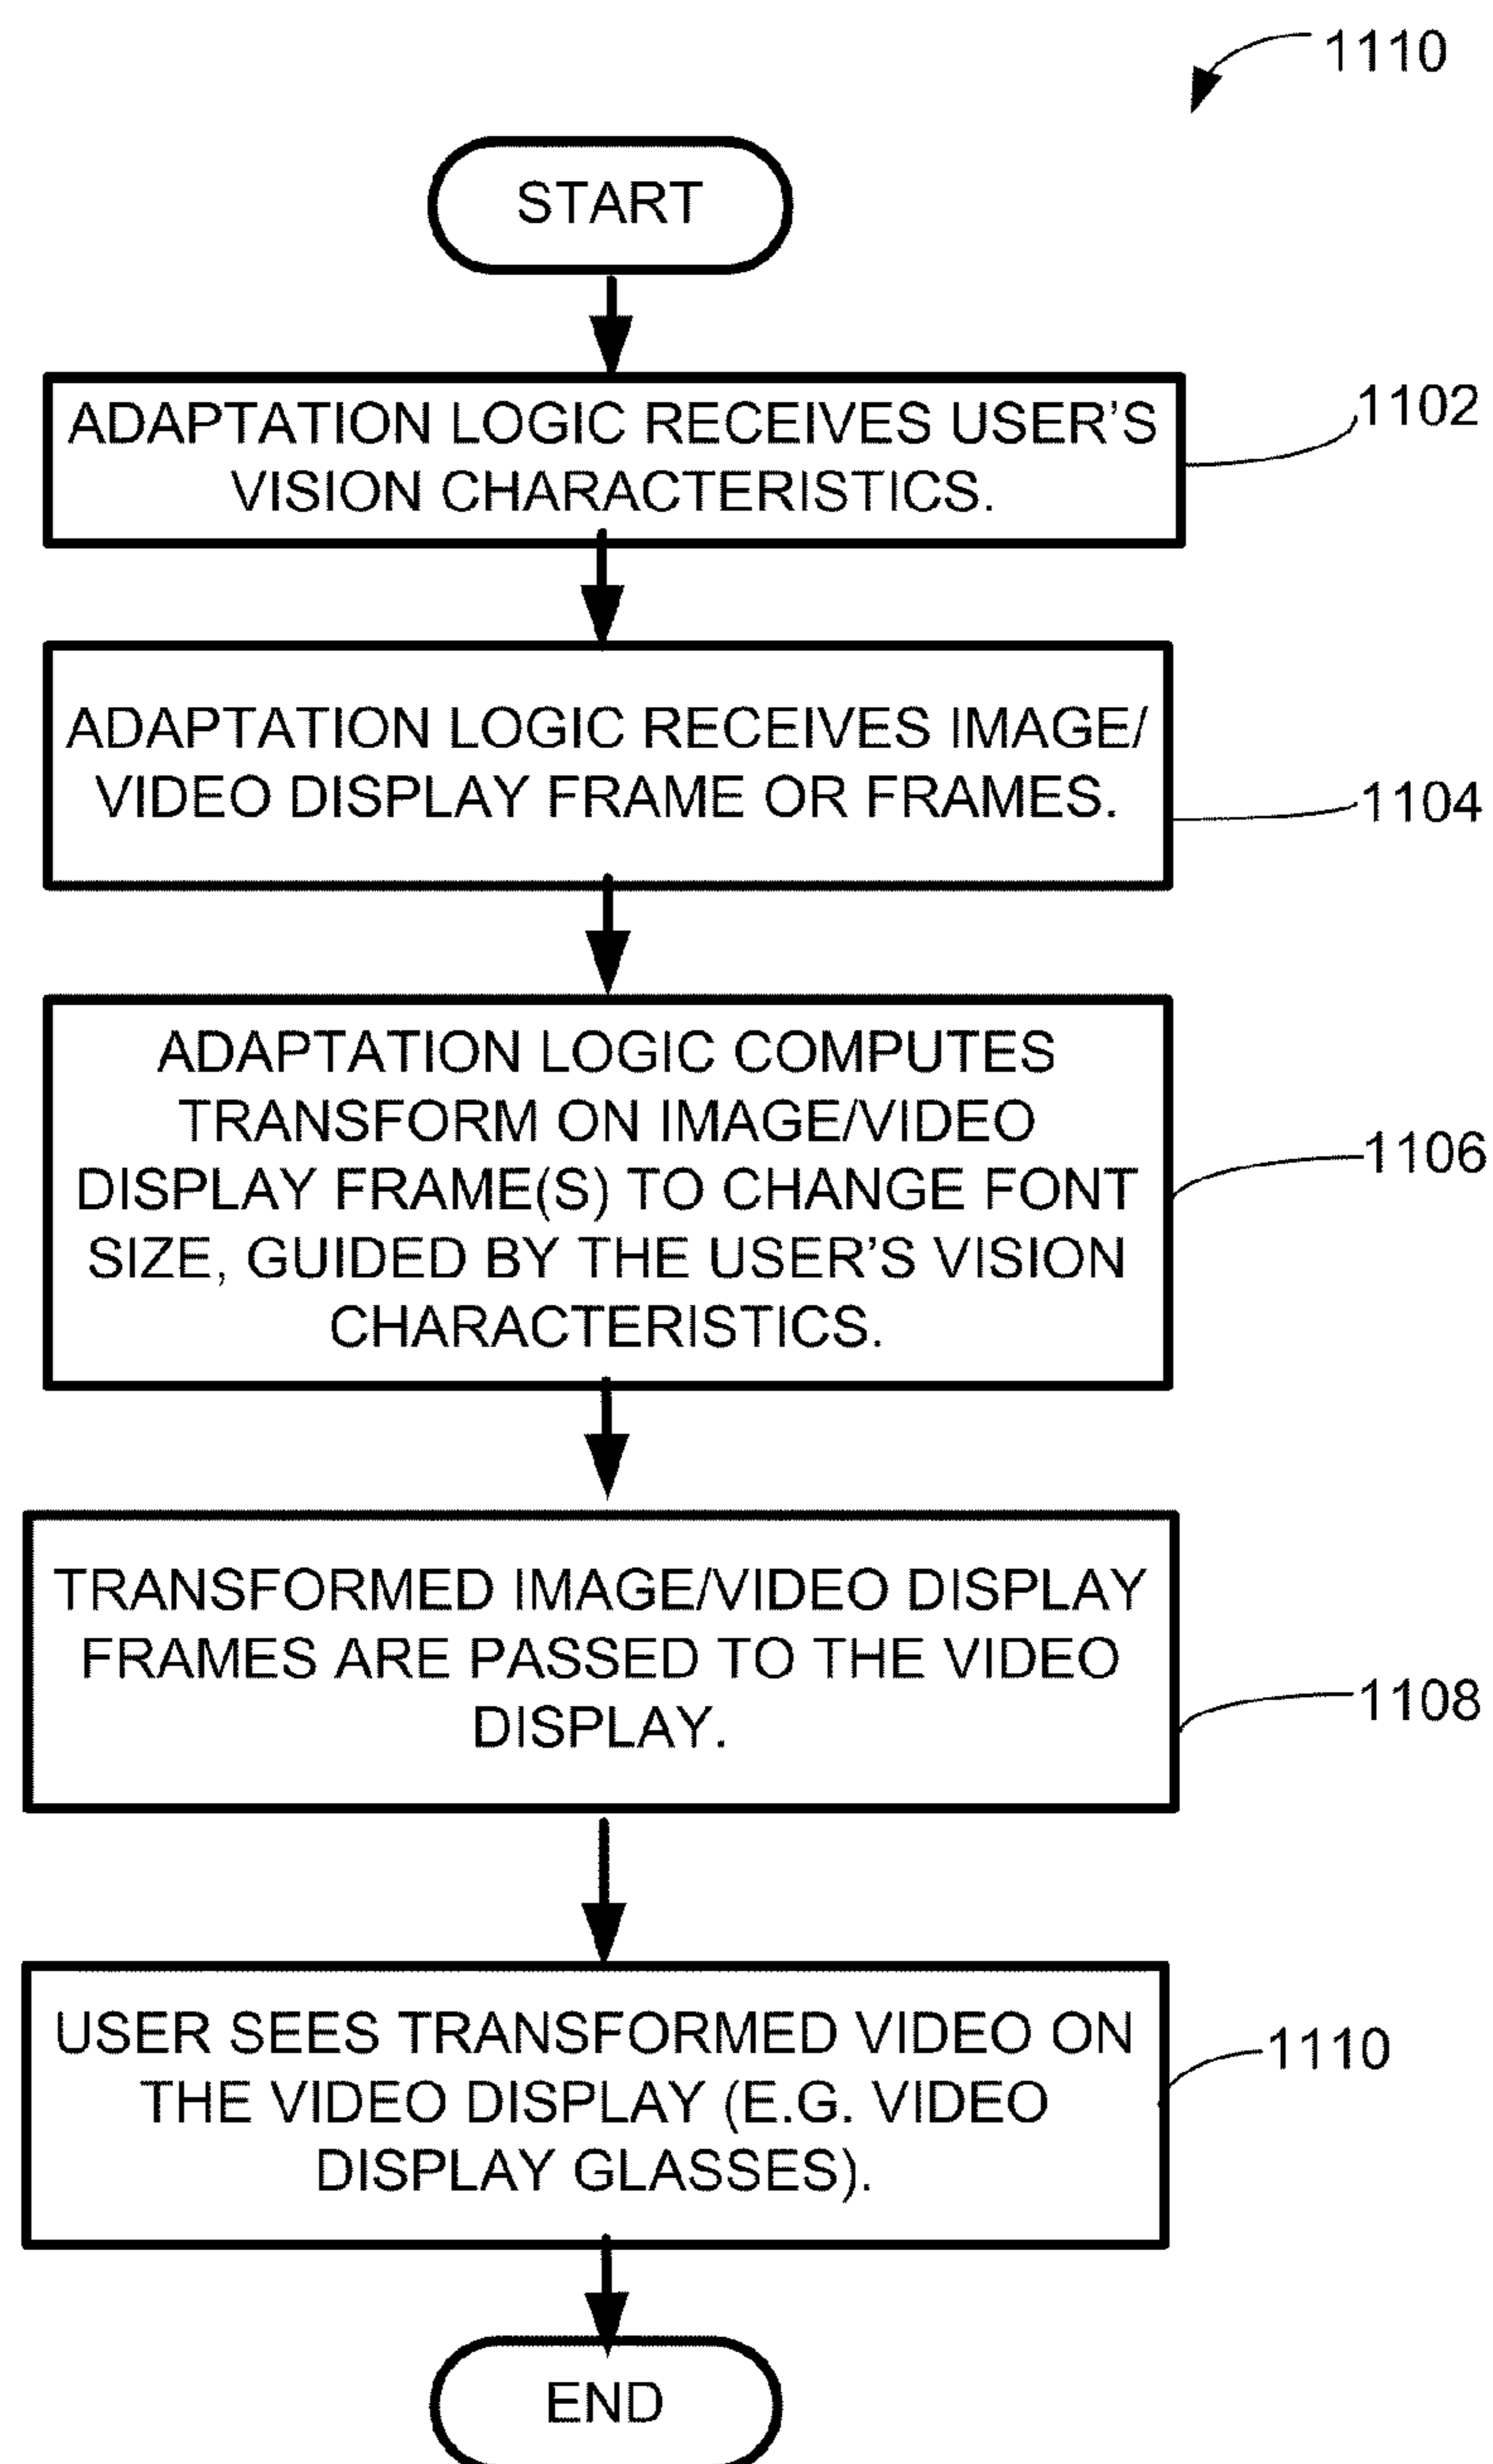 1110
START
ADAPTATION LOGIC RECEIVES USER'S
VISION CHARACTERISTICS.
1102
ADAPTATION LOGIC RECEIVES IMAGE/
VIDEO DISPLAY FRAME OR FRAMES.
1104
ADAPTATION LOGIC COMPUTES
TRANSFORM ON IMAGE/VIDEO
DISPLAY FRAME(S) TO CHANGE FONT
SIZE, GUIDED BY THE USER'S VISION
CHARACTERISTICS.
1106
TRANSFORMED IMAGE/VIDEO DISPLAY
FRAMES ARE PASSED TO THE VIDEO
DISPLAY.
1108
USER SEES TRANSFORMED VIDEO ON
THE VIDEO DISPLAY (E.G. VIDEO
DISPLAY GLASSES).
1110
END